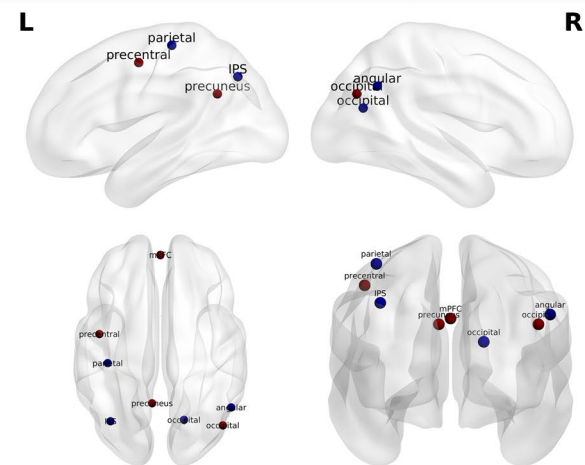 L
R
parietal
precentral
IPS
precuneus
angular
occipital
occipital
mPFC
precentral
parietal
precuneus
IPS
occipital
angular
occipital
parietal
precentral
IPS
mPFC
precuneus
occipital
angular
occipital